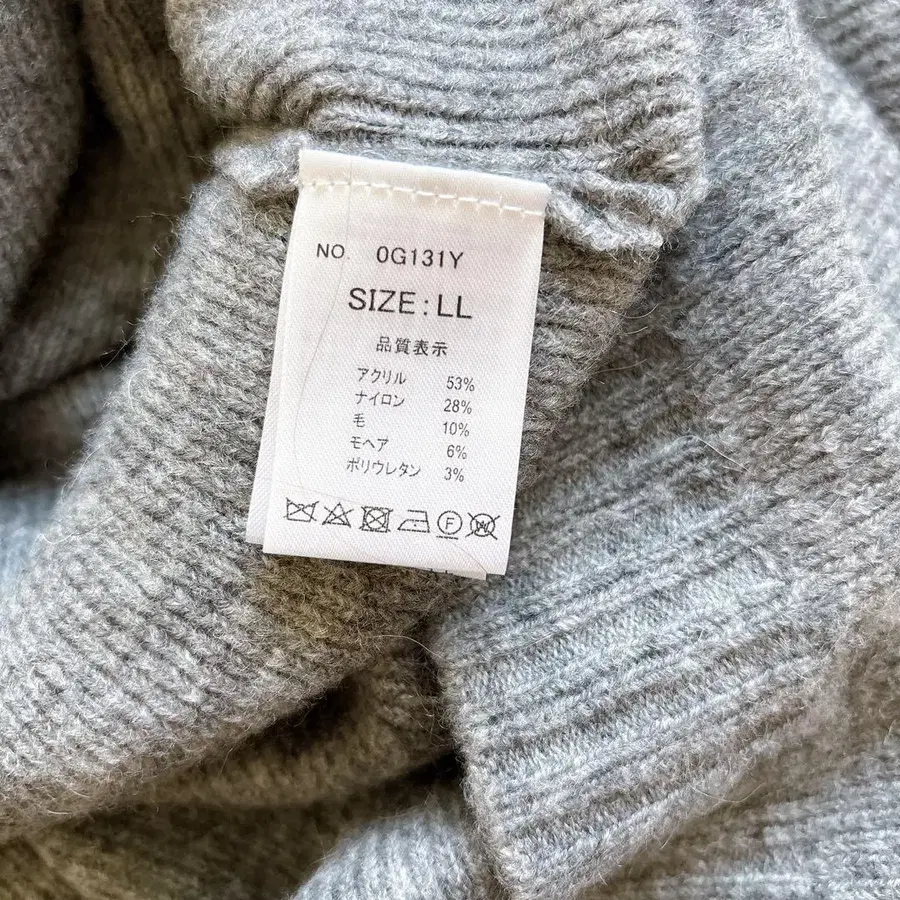 NO. 0G131Y
SIZE:LL
品質表示
アクリル 53%
ナイロン 28%
毛 10%
モヘア 6%
ポリウレタン 3%
F W